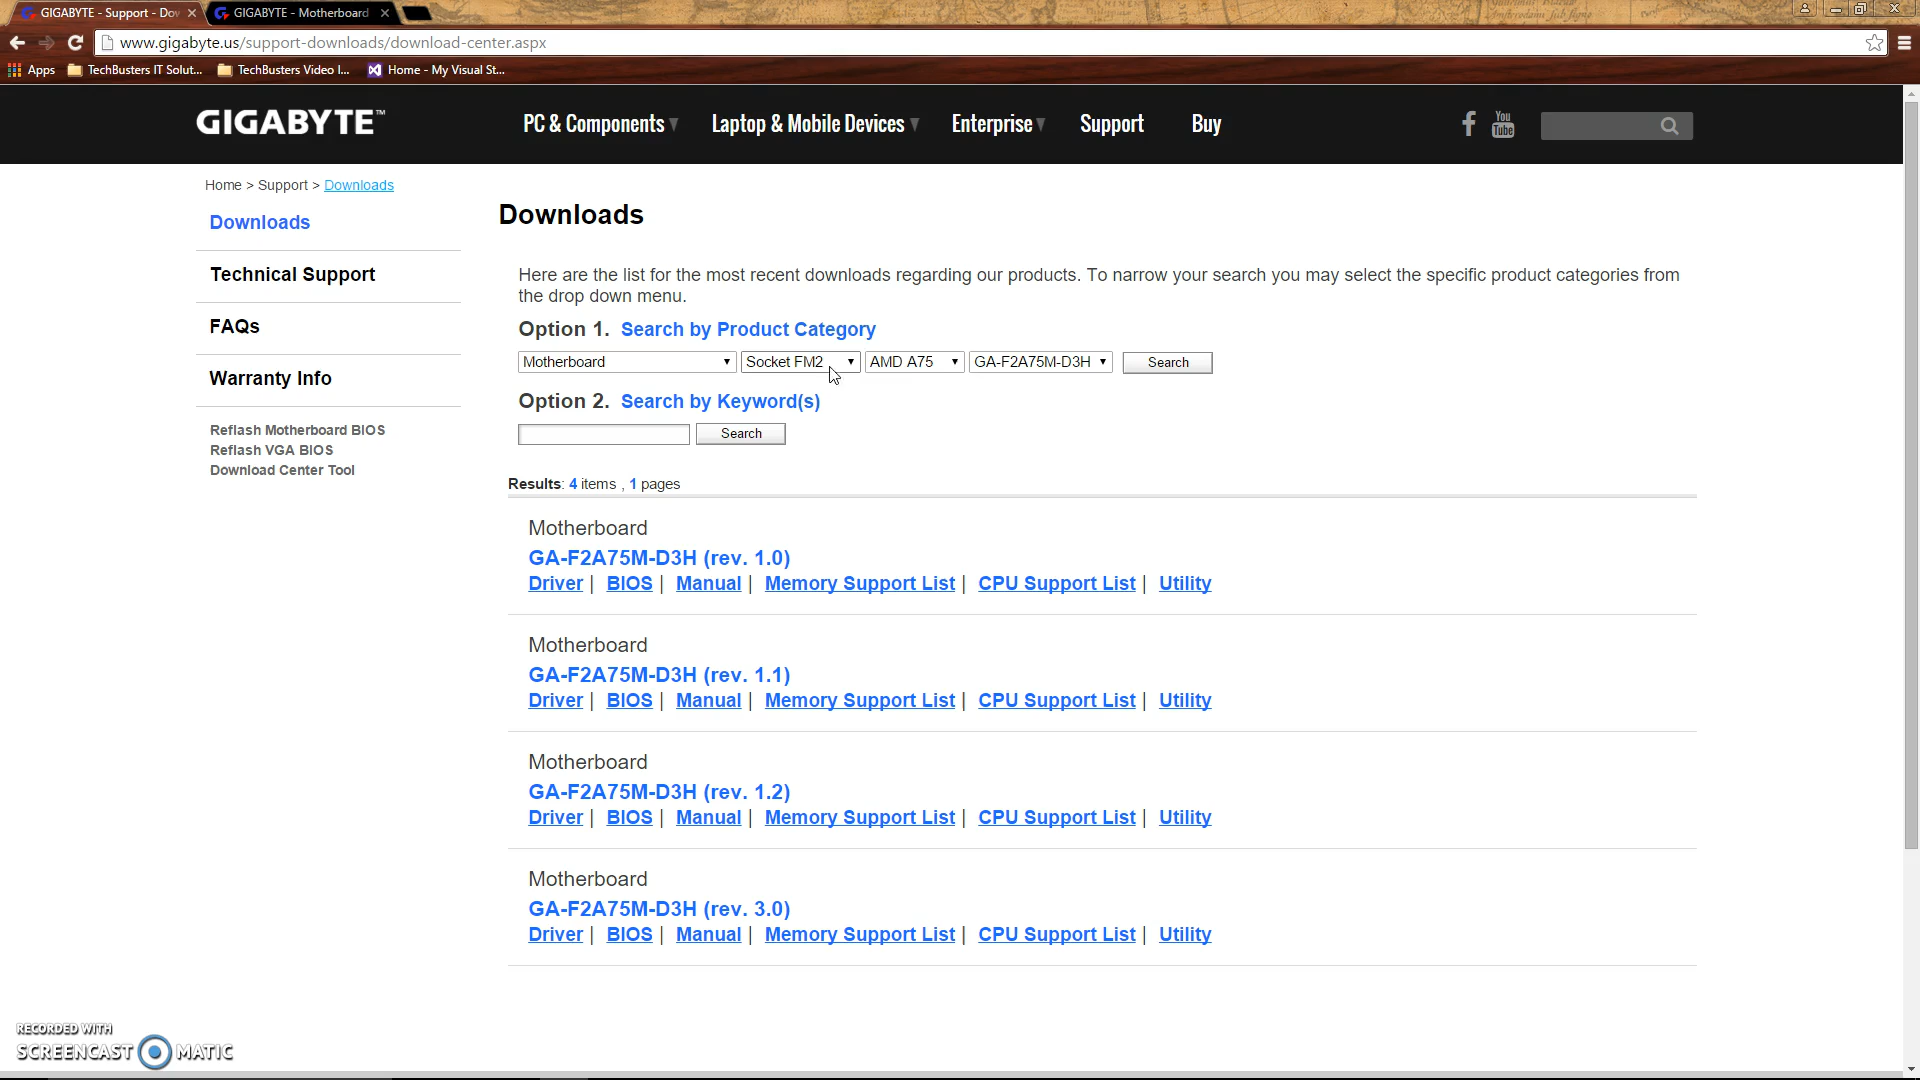 GIGABYTE - Support - Dov
GIGABYTE - Motherboard
www.gigabyte.us/support-downloads/download-center.aspx
Apps TechBusters IT Solut... TechBusters Video I... Home - My Visual St...
GIGABYTE™ PC & Components Laptop & Mobile Devices Enterprise Support Buy You Tube
Home > Support > Downloads
Downloads
Technical Support
FAQs
Warranty Info
Reflash Motherboard BIOS
Reflash VGA BIOS
Download Center Tool
Downloads
Here are the list for the most recent downloads regarding our products. To narrow your search you may select the specific product categories from
the drop down menu.
Option 1. Search by Product Category
Motherboard Socket FM2 AMD A75 GA-F2A75M-D3H Search
Option 2. Search by Keyword(s)
Search
Results: 4 items , 1 pages
Motherboard
GA-F2A75M-D3H (rev. 1.0)
Driver | BIOS | Manual | Memory Support List | CPU Support List | Utility
Motherboard
GA-F2A75M-D3H (rev. 1.1)
Driver | BIOS | Manual | Memory Support List | CPU Support List | Utility
Motherboard
GA-F2A75M-D3H (rev. 1.2)
Driver | BIOS | Manual | Memory Support List | CPU Support List | Utility
Motherboard
GA-F2A75M-D3H (rev. 3.0)
Driver | BIOS | Manual | Memory Support List | CPU Support List | Utility
RECORDED WITH
SCREENCAST MATIC